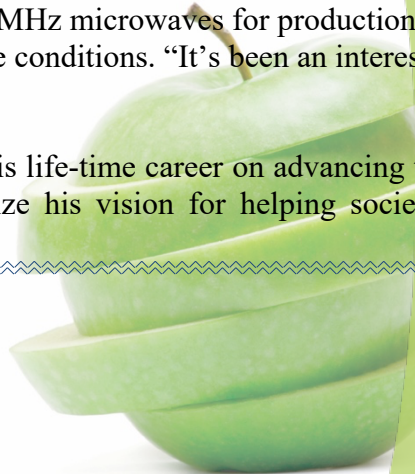 MHz microwaves for production
e conditions. “It’s been an interes
is life-time career on advancing
ize his vision for helping socie